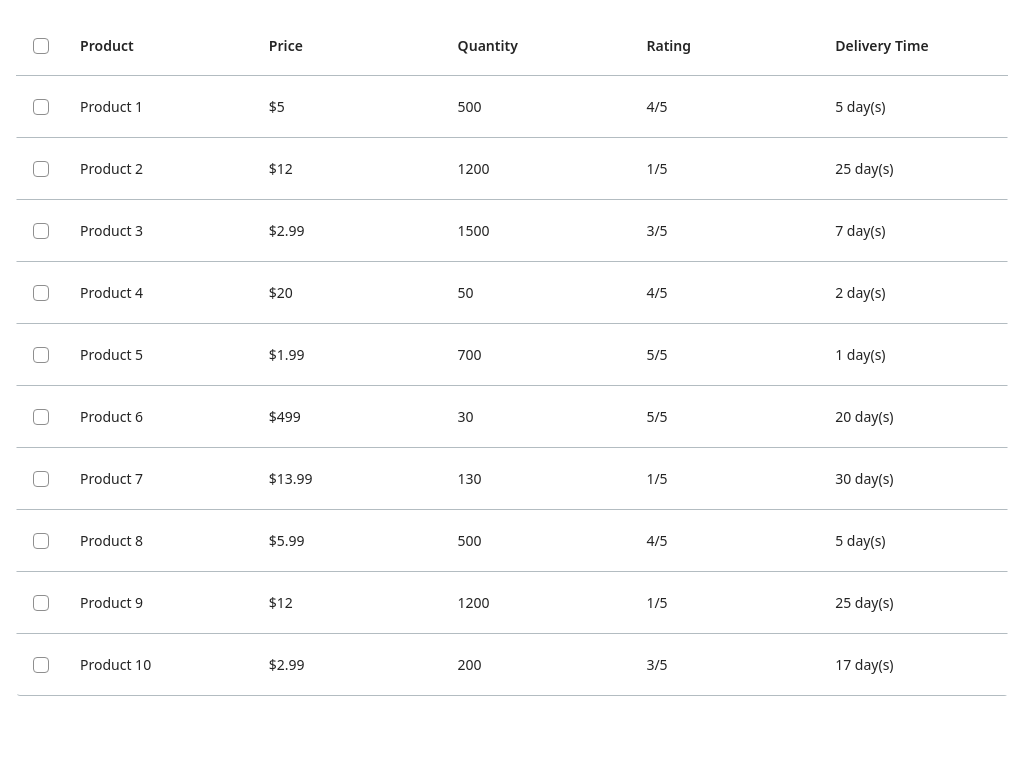 Product Price Quantity Rating Delivery Time
Product 1 $5 500 4/5 5 day(s)
Product 2 $12 1200 1/5 25 day(s)
Product 3 $2.99 1500 3/5 7 day(s)
Product 4 $20 50 4/5 2 day(s)
Product 5 $1.99 700 5/5 1 day(s)
Product 6 $499 30 5/5 20 day(s)
Product 7 $13.99 130 1/5 30 day(s)
Product 8 $5.99 500 4/5 5 day(s)
Product 9 $12 1200 1/5 25 day(s)
Product 10 $2.99 200 3/5 17 day(s)